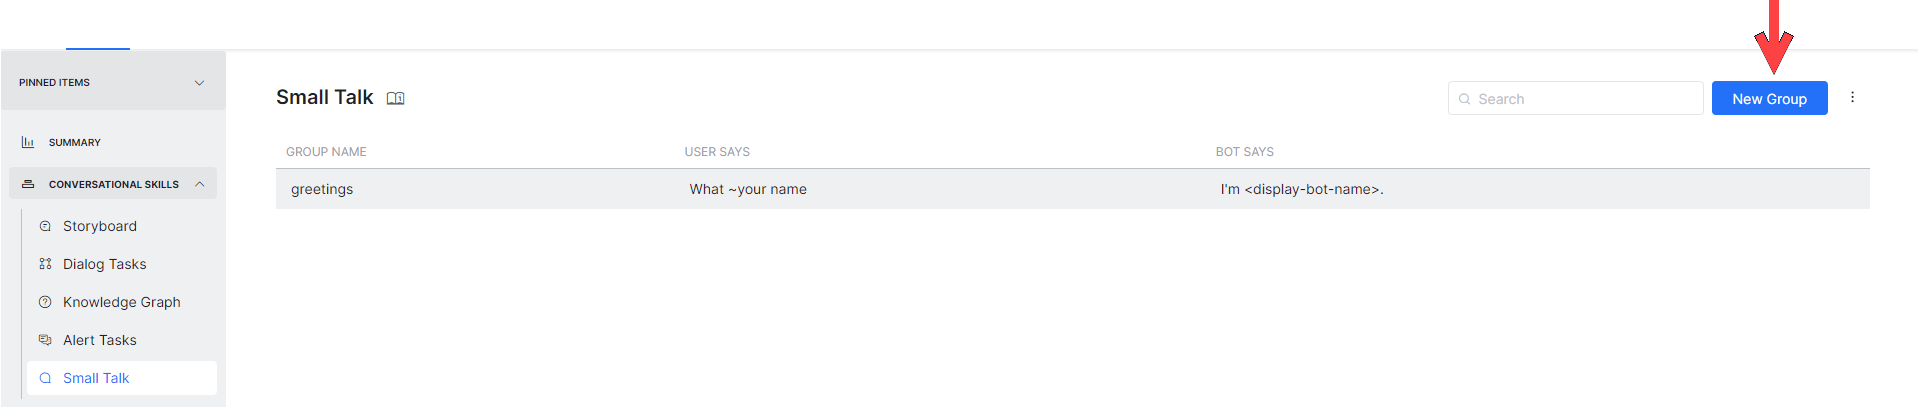 PINNED ITEMS
SUMMARY
CONVERSATIONAL SKILLS
Storyboard
Dialog Tasks
Knowledge Graph
Alert Tasks
Small Talk
Small Talk
Search
New Group
GROUP NAME USER SAYS BOT SAYS
greetings What ~your name I'm <display-bot-name>.